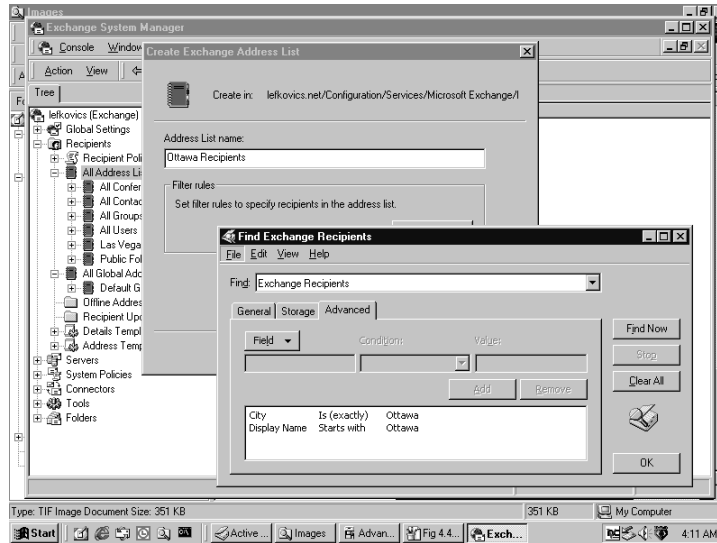 Images
Exchange System Manager
Console Window
Action View
Tree
lefkovics (Exchange)
Global Settings
Recipients
Recipient Poli
All Address Li
All Confer
All Contac
All Groups
All Users
Las Vega
Public Fol
All Global Add
Default G
Offline Addres
Recipient Upd
Details Templ
Address Temp
Servers
System Policies
Connectors
Tools
Folders
Create Exchange Address List
Create in: lefkovics.net/Configuration/Services/Microsoft Exchange/l
Address List name:
Ottawa Recipients
Filter rules
Set filter rules to specify recipients in the address list.
Find Exchange Recipients
File Edit View Help
Find: Exchange Recipients
General Storage Advanced
Field Condition: Value:
Add Remove
City Is (exactly) Ottawa
Display Name Starts with Ottawa
Find Now
Stop
Clear All
OK
Type: TIF Image Document Size: 351 KB 351 KB My Computer
Start Active ... Images Advan... Fig 4.4... Exch... 4:11 AM